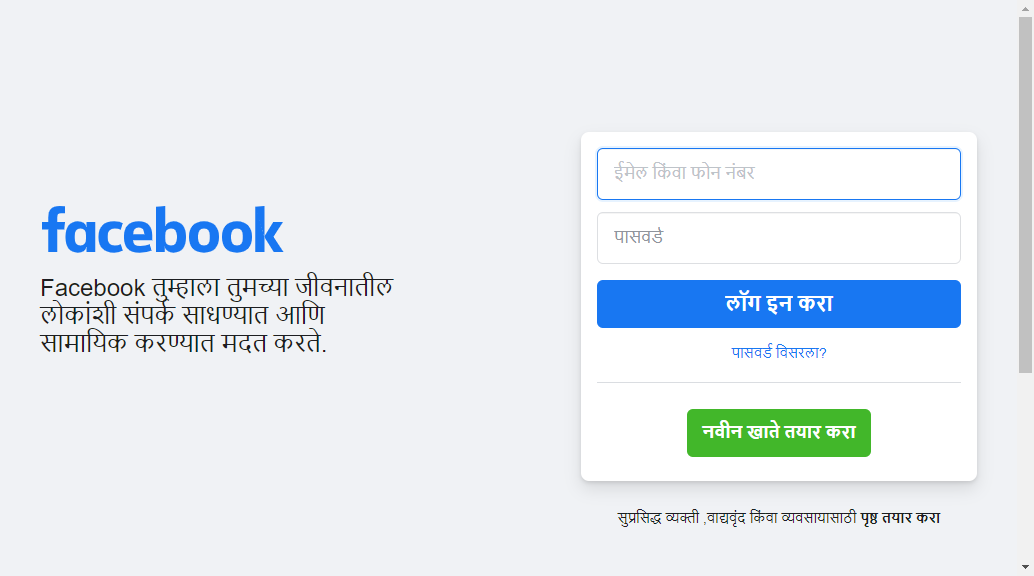 facebook
Facebook तुम्हाला तुमच्या जीवनातील
लोकांशी संपर्क साधण्यात आणि
सामायिक करण्यात मदत करते.
ईमेल किंवा फोन नंबर
पासवर्ड
लॉग इन करा
पासवर्ड विसरला?
नवीन खाते तयार करा
सुप्रसिद्ध व्यक्ती ,वाद्यवृंद किंवा व्यवसायासाठी पृष्ठ तयार करा